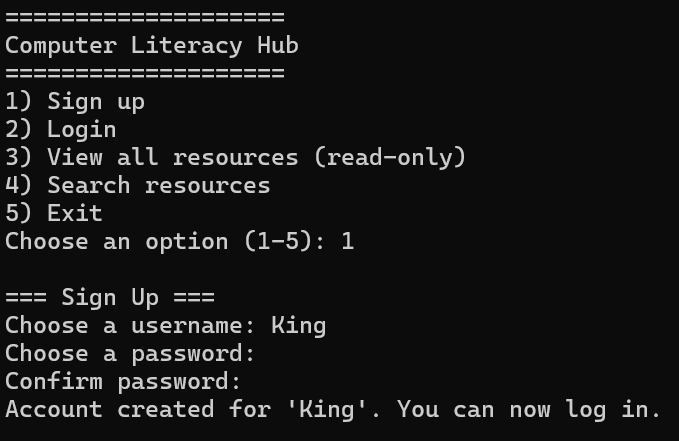 ====================
Computer Literacy Hub
====================
1) Sign up
2) Login
3) View all resources (read-only)
4) Search resources
5) Exit
Choose an option (1-5): 1
=== Sign Up ===
Choose a username: King
Choose a password:
Confirm password:
Account created for 'King'. You can now log in.